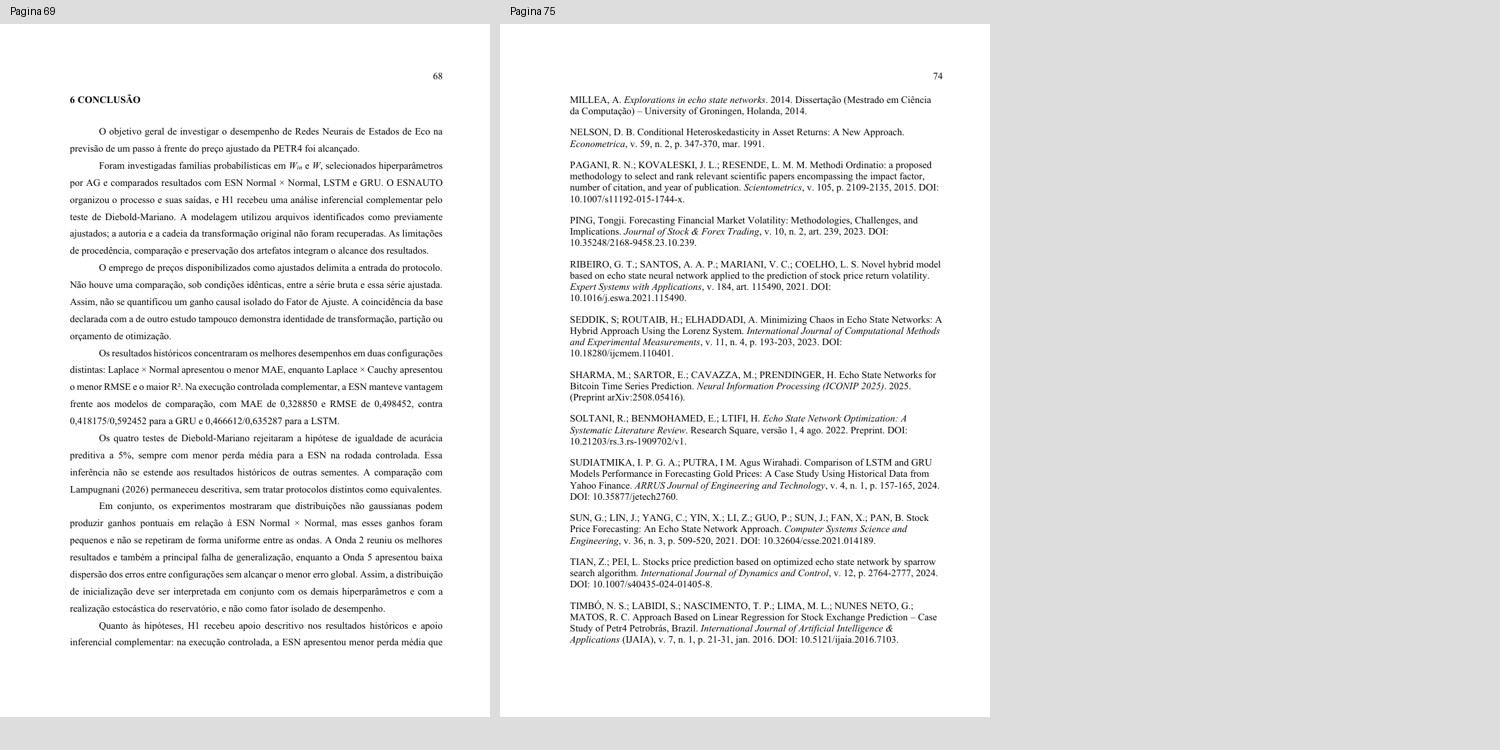 Pagina 69
68
6 CONCLUSÃO
O objetivo geral de investigar o desempenho de Redes Neurais de Estados de Eco na
previsão de um passo à frente do preço ajustado da PETR4 foi alcançado.
Foram investigadas famílias probabilísticas em Wᵢₙ e W, selecionados hiperparâmetros
por AG e comparados resultados com ESN Normal × Normal, LSTM e GRU. O ESNAUTO
organizou o processo e suas saídas, e H1 recebeu uma análise inferencial complementar pelo
teste de Diebold-Mariano. A modelagem utilizou arquivos identificados como previamente
ajustados; a autoria e a cadeia da transformação original não foram recuperadas. As limitações
de procedência, comparação e preservação dos artefatos integram o alcance dos resultados.
O emprego de preços disponibilizados como ajustados delimita a entrada do protocolo.
Não houve uma comparação, sob condições idênticas, entre a série bruta e essa série ajustada.
Assim, não se quantificou um ganho causal isolado do Fator de Ajuste. A coincidência da base
declarada com a de outro estudo tampouco demonstra identidade de transformação, partição ou
orçamento de otimização.
Os resultados históricos concentraram os melhores desempenhos em duas configurações
distintas: Laplace × Normal apresentou o menor MAE, enquanto Laplace × Cauchy apresentou
o menor RMSE e o maior R². Na execução controlada complementar, a ESN manteve vantagem
frente aos modelos de comparação, com MAE de 0,328850 e RMSE de 0,498452, contra
0,418175/0,592452 para a GRU e 0,466612/0,635287 para a LSTM.
Os quatro testes de Diebold-Mariano rejeitaram a hipótese de igualdade de acurácia
preditiva a 5%, sempre com menor perda média para a ESN na rodada controlada. Essa
inferência não se estende aos resultados históricos de outras sementes. A comparação com
Lampugnani (2026) permaneceu descritiva, sem tratar protocolos distintos como equivalentes.
Em conjunto, os experimentos mostraram que distribuições não gaussianas podem
produzir ganhos pontuais em relação à ESN Normal × Normal, mas esses ganhos foram
pequenos e não se repetiram de forma uniforme entre as ondas. A Onda 2 reuniu os melhores
resultados e também a principal falha de generalização, enquanto a Onda 5 apresentou baixa
dispersão dos erros entre configurações sem alcançar o menor erro global. Assim, a distribuição
de inicialização deve ser interpretada em conjunto com os demais hiperparâmetros e com a
realização estocástica do reservatório, e não como fator isolado de desempenho.
Quanto às hipóteses, H1 recebeu apoio descritivo nos resultados históricos e apoio
inferencial complementar: na execução controlada, a ESN apresentou menor perda média que
Pagina 75
74
MILLEA, A. Explorations in echo state networks. 2014. Dissertação (Mestrado em Ciência
da Computação) – University of Groningen, Holanda, 2014.
NELSON, D. B. Conditional Heteroskedasticity in Asset Returns: A New Approach.
Econometrica, v. 59, n. 2, p. 347-370, mar. 1991.
PAGANI, R. N.; KOVALESKI, J. L.; RESENDE, L. M. M. Methodi Ordinatio: a proposed
methodology to select and rank relevant scientific papers encompassing the impact factor,
number of citation, and year of publication. Scientometrics, v. 105, p. 2109-2135, 2015. DOI:
10.1007/s11192-015-1744-x.
PING, Tongji. Forecasting Financial Market Volatility: Methodologies, Challenges, and
Implications. Journal of Stock & Forex Trading, v. 10, n. 2, art. 239, 2023. DOI:
10.35248/2168-9458.23.10.239.
RIBEIRO, G. T.; SANTOS, A. A. P.; MARIANI, V. C.; COELHO, L. S. Novel hybrid model
based on echo state neural network applied to the prediction of stock price return volatility.
Expert Systems with Applications, v. 184, art. 115490, 2021. DOI:
10.1016/j.eswa.2021.115490.
SEDDIK, S; ROUTAIB, H.; ELHADDADI, A. Minimizing Chaos in Echo State Networks: A
Hybrid Approach Using the Lorenz System. International Journal of Computational Methods
and Experimental Measurements, v. 11, n. 4, p. 193-203, 2023. DOI:
10.18280/ijcmem.110401.
SHARMA, M.; SARTOR, E.; CAVAZZA, M.; PRENDINGER, H. Echo State Networks for
Bitcoin Time Series Prediction. Neural Information Processing (ICONIP 2025). 2025.
(Preprint arXiv:2508.05416).
SOLTANI, R.; BENMOHAMED, E.; LTIFI, H. Echo State Network Optimization: A
Systematic Literature Review. Research Square, versão 1, 4 ago. 2022. Preprint. DOI:
10.21203/rs.3.rs-1909702/v1.
SUDIATMIKA, I. P. G. A.; PUTRA, I M. Agus Wirahadi. Comparison of LSTM and GRU
Models Performance in Forecasting Gold Prices: A Case Study Using Historical Data from
Yahoo Finance. ARRUS Journal of Engineering and Technology, v. 4, n. 1, p. 157-165, 2024.
DOI: 10.35877/jetech2760.
SUN, G.; LIN, J.; YANG, C.; YIN, X.; LI, Z.; GUO, P.; SUN, J.; FAN, X.; PAN, B. Stock
Price Forecasting: An Echo State Network Approach. Computer Systems Science and
Engineering, v. 36, n. 3, p. 509-520, 2021. DOI: 10.32604/csse.2021.014189.
TIAN, Z.; PEI, L. Stocks price prediction based on optimized echo state network by sparrow
search algorithm. International Journal of Dynamics and Control, v. 12, p. 2764-2777, 2024.
DOI: 10.1007/s40435-024-01405-8.
TIMBÓ, N. S.; LABIDI, S.; NASCIMENTO, T. P.; LIMA, M. L.; NUNES NETO, G.;
MATOS, R. C. Approach Based on Linear Regression for Stock Exchange Prediction – Case
Study of Petr4 Petrobrás, Brazil. International Journal of Artificial Intelligence &
Applications (IJAIA), v. 7, n. 1, p. 21-31, jan. 2016. DOI: 10.5121/ijaia.2016.7103.